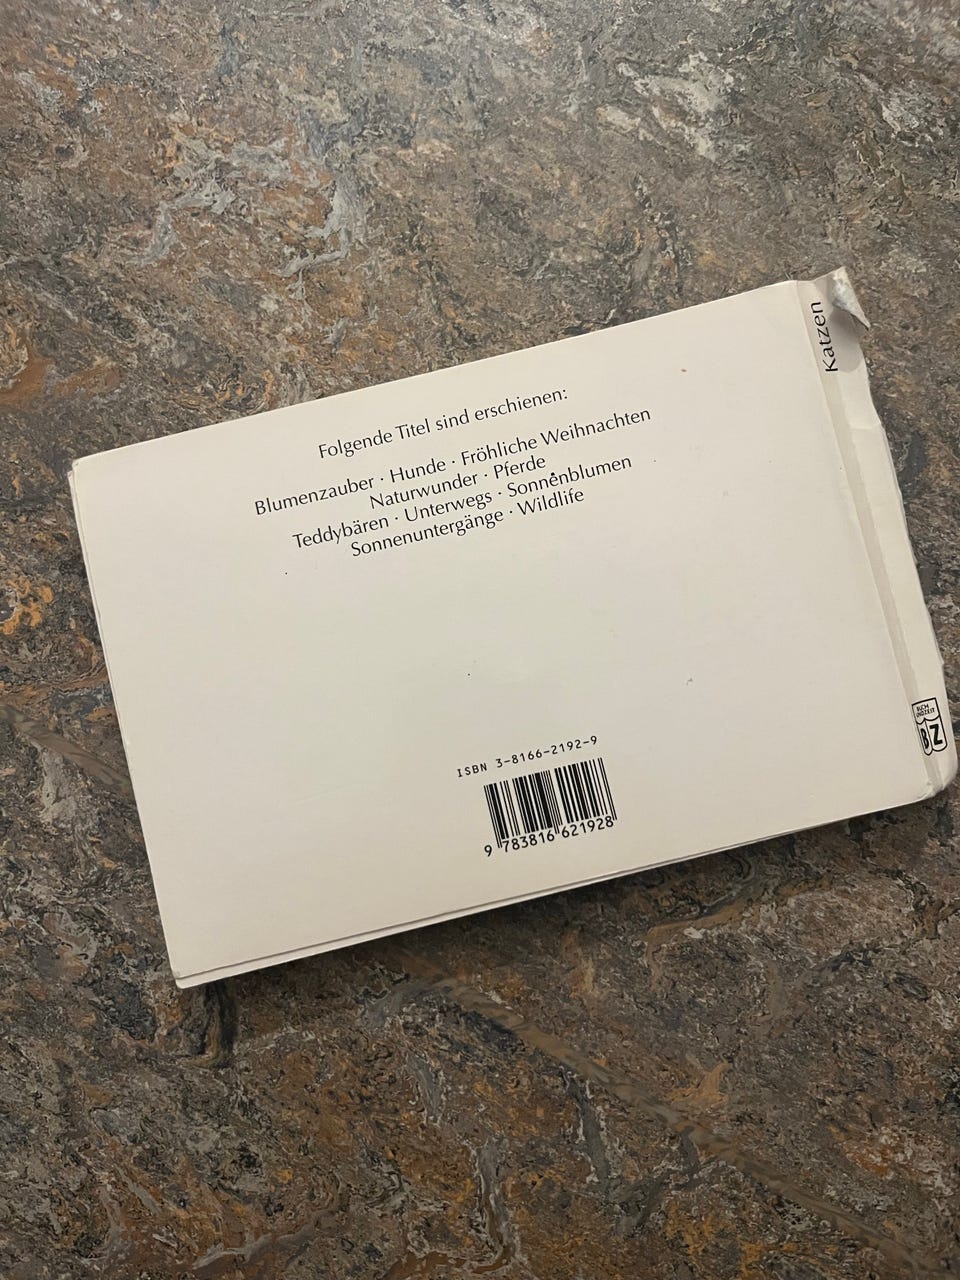 Folgende Titel sind erschienen:
Blumenzauber · Hunde · Fröhliche Weihnachten
Naturwunder · Pferde
Teddybären · Unterwegs · Sonnenblumen
Sonnenuntergänge · Wildlife
ISBN 3-8166-2192-9
9 783816 621928
Katzen
BZ